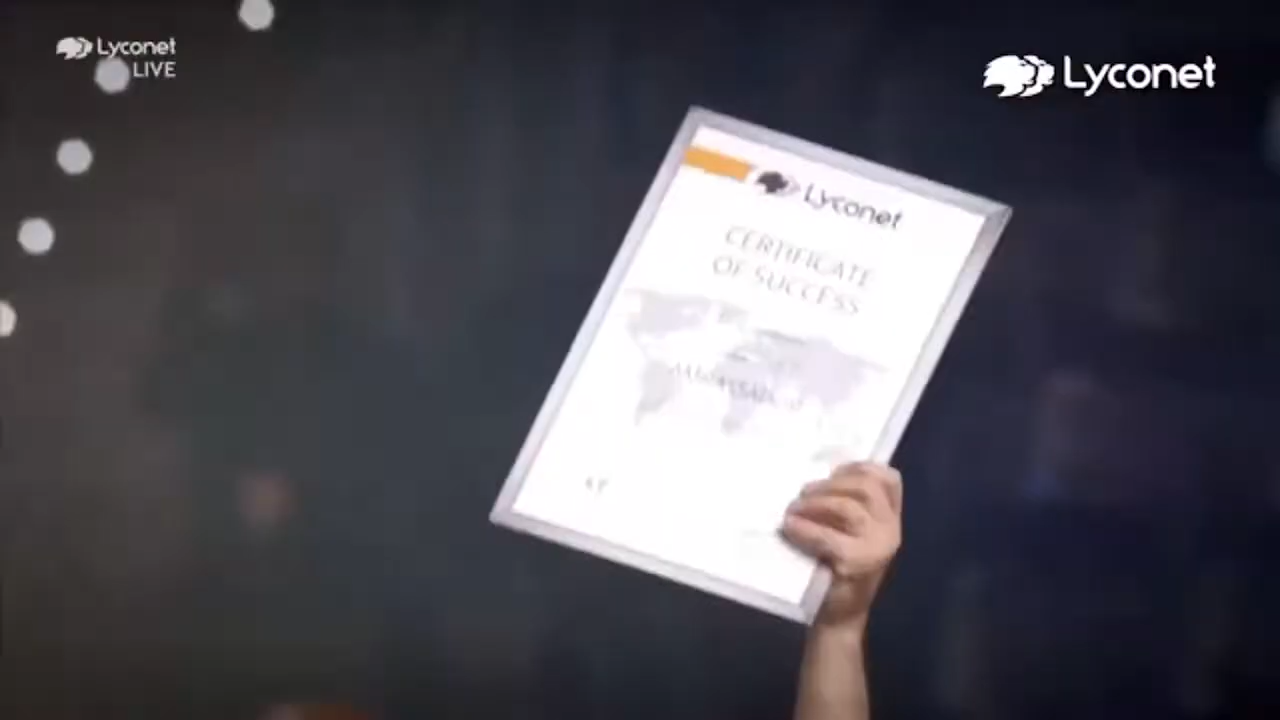 Lyconet
LIVE
Lyconet
Lyconet
CERTIFICATE
OF SUCCESS